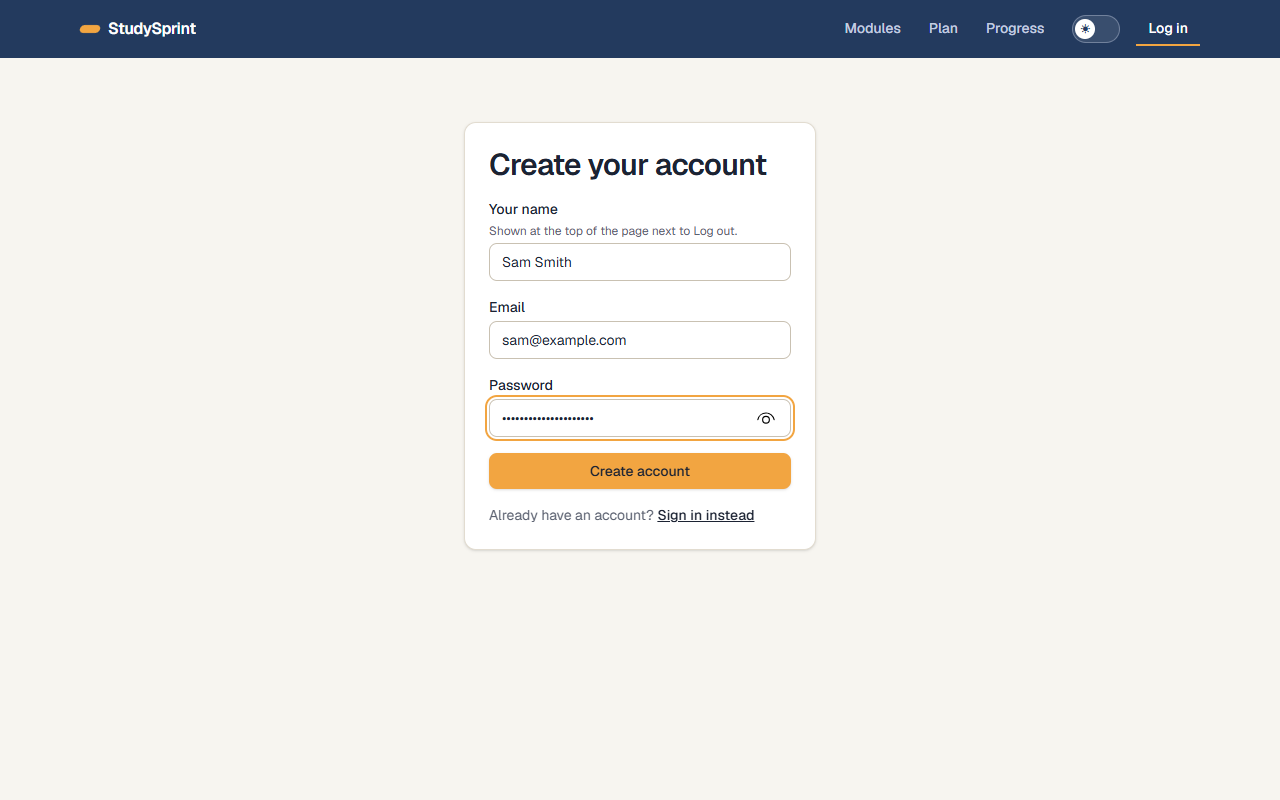 StudySprint
Modules
Plan
Progress
Log in
Create your account
Your name
Shown at the top of the page next to Log out.
Sam Smith
Email
sam@example.com
Password
•••••••••••••••••••••
Create account
Already have an account? Sign in instead